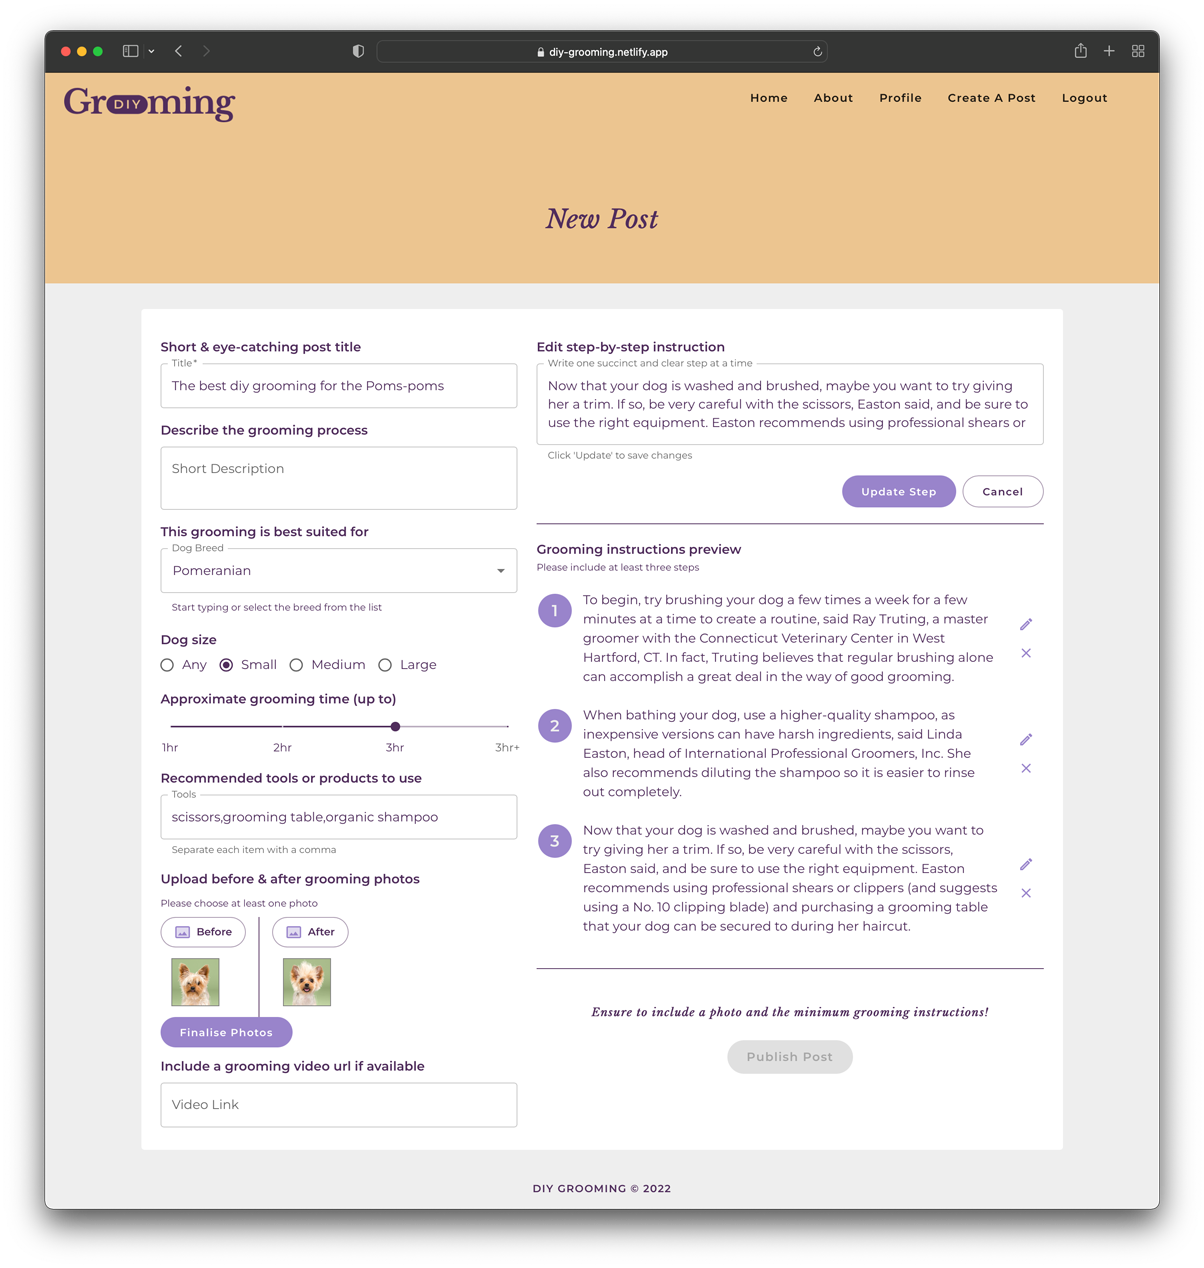 diy-grooming.netlify.app
Grooming
DIY
Home About Profile Create A Post Logout
New Post
Short & eye-catching post title
Title*
The best diy grooming for the Poms-poms
Describe the grooming process
Short Description
This grooming is best suited for
Dog Breed
Pomeranian
Start typing or select the breed from the list
Dog size
Any Small Medium Large
Approximate grooming time (up to)
1hr 2hr 3hr 3hr+
Recommended tools or products to use
Tools
scissors,grooming table,organic shampoo
Separate each item with a comma
Upload before & after grooming photos
Please choose at least one photo
Before After
Finalise Photos
Include a grooming video url if available
Video Link
Edit step-by-step instruction
Write one succinct and clear step at a time
Now that your dog is washed and brushed, maybe you want to try giving
her a trim. If so, be very careful with the scissors, Easton said, and be sure to
use the right equipment. Easton recommends using professional shears or
Click 'Update' to save changes
Update Step Cancel
Grooming instructions preview
Please include at least three steps
1
To begin, try brushing your dog a few times a week for a few
minutes at a time to create a routine, said Ray Truting, a master
groomer with the Connecticut Veterinary Center in West
Hartford, CT. In fact, Truting believes that regular brushing alone
can accomplish a great deal in the way of good grooming.
2
When bathing your dog, use a higher-quality shampoo, as
inexpensive versions can have harsh ingredients, said Linda
Easton, head of International Professional Groomers, Inc. She
also recommends diluting the shampoo so it is easier to rinse
out completely.
3
Now that your dog is washed and brushed, maybe you want to
try giving her a trim. If so, be very careful with the scissors,
Easton said, and be sure to use the right equipment. Easton
recommends using professional shears or clippers (and suggests
using a No. 10 clipping blade) and purchasing a grooming table
that your dog can be secured to during her haircut.
Ensure to include a photo and the minimum grooming instructions!
Publish Post
DIY GROOMING © 2022